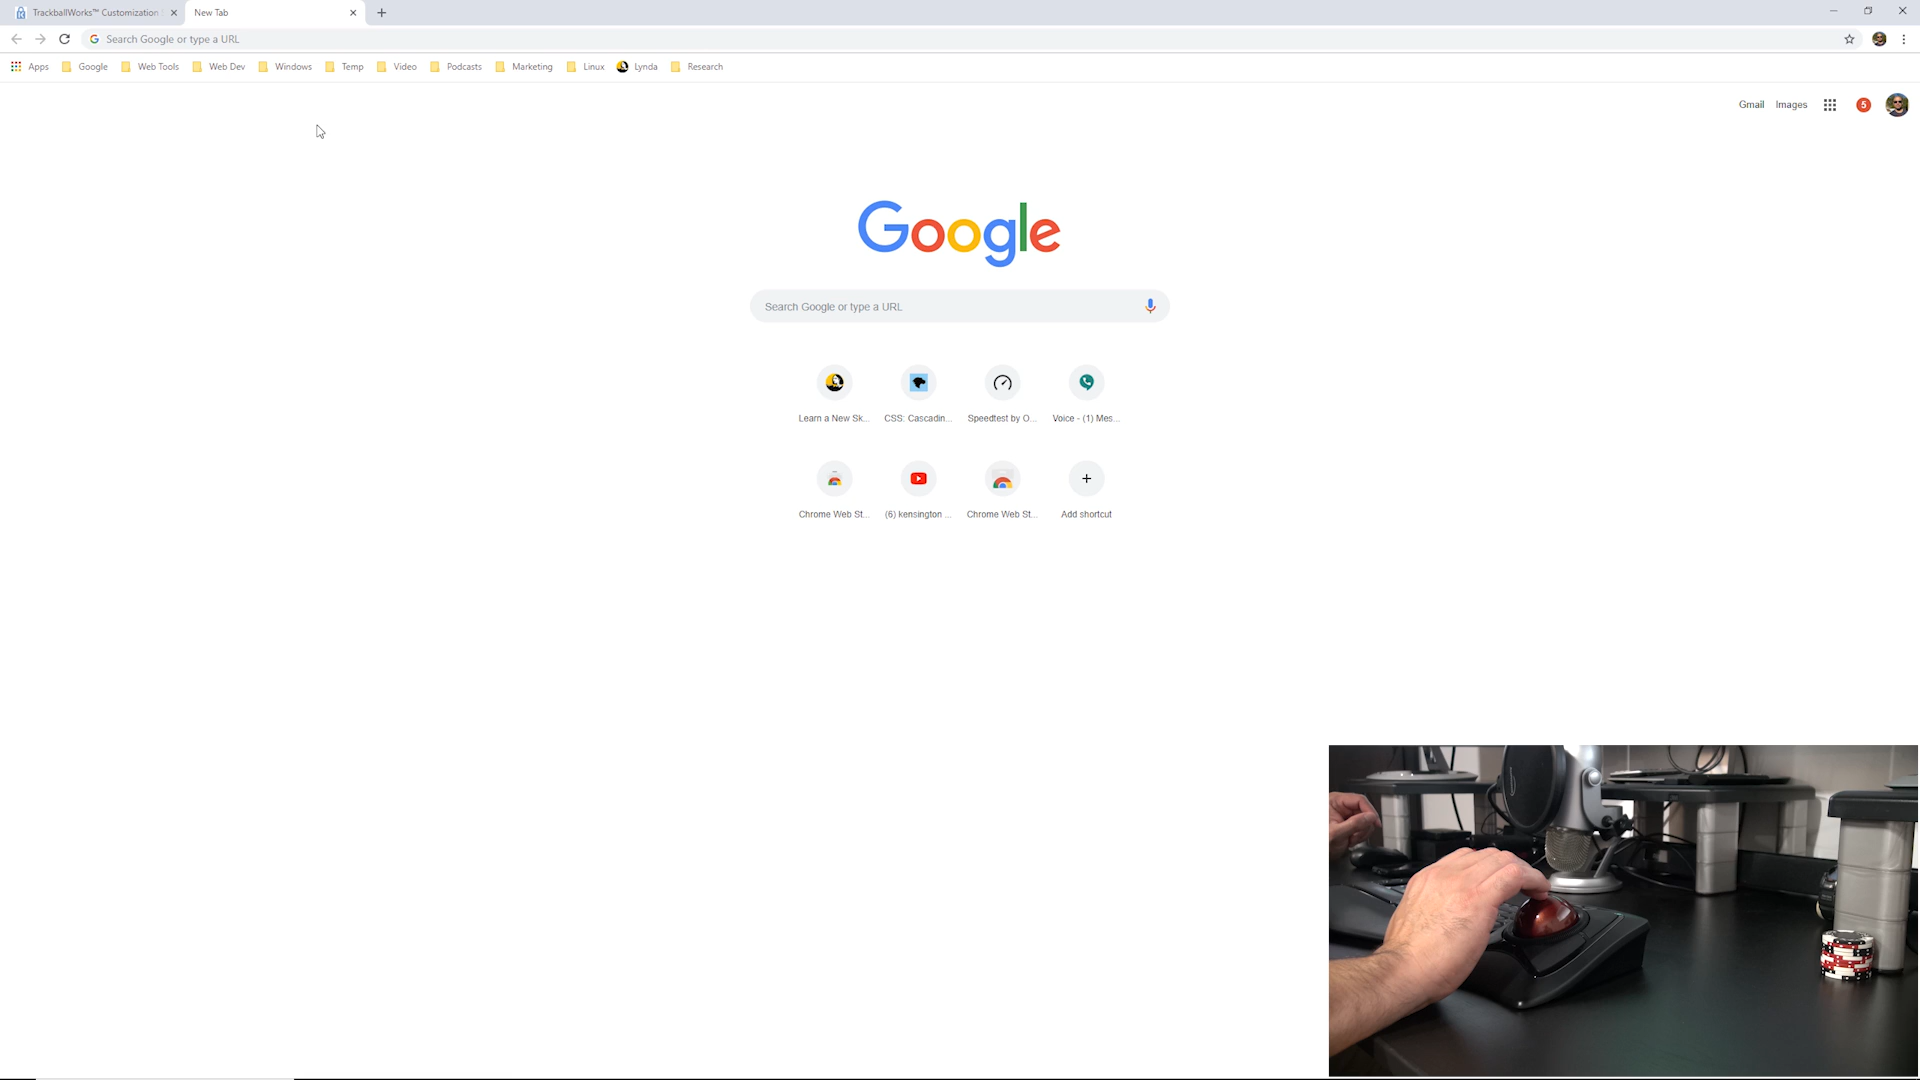 TrackballWorks™ Customization
New Tab
Search Google or type a URL
Apps Google Web Tools Web Dev Windows Temp Video Podcasts Marketing Linux Lynda Research
Gmail Images 5
Google
Search Google or type a URL
Learn a New Sk... CSS: Cascadin... Speedtest by O... Voice - (1) Mes...
Chrome Web St... (6) kensington ... Chrome Web St... Add shortcut